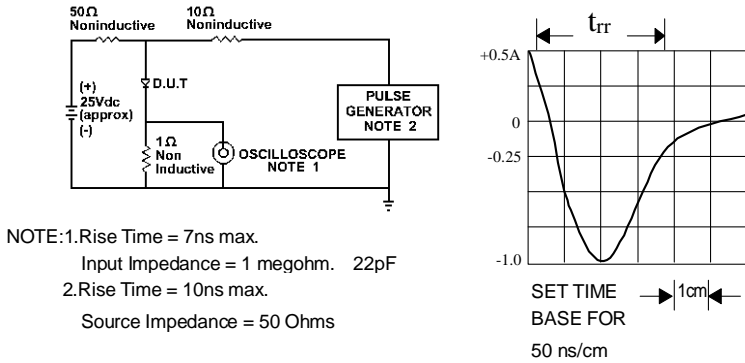 50Ω
Noninductive
10Ω
Noninductive
D.U.T
(+)
25Vdc
(approx)
(-)
PULSE
GENERATOR
NOTE 2
1Ω
Non
Inductive
OSCILLOSCOPE
NOTE 1
NOTE:1.Rise Time = 7ns max.
Input Impedance = 1 megohm. 22pF
2.Rise Time = 10ns max.
Source Impedance = 50 Ohms
trr
+0.5A
0
-0.25
-1.0
SET TIME
BASE FOR
50 ns/cm
1cm